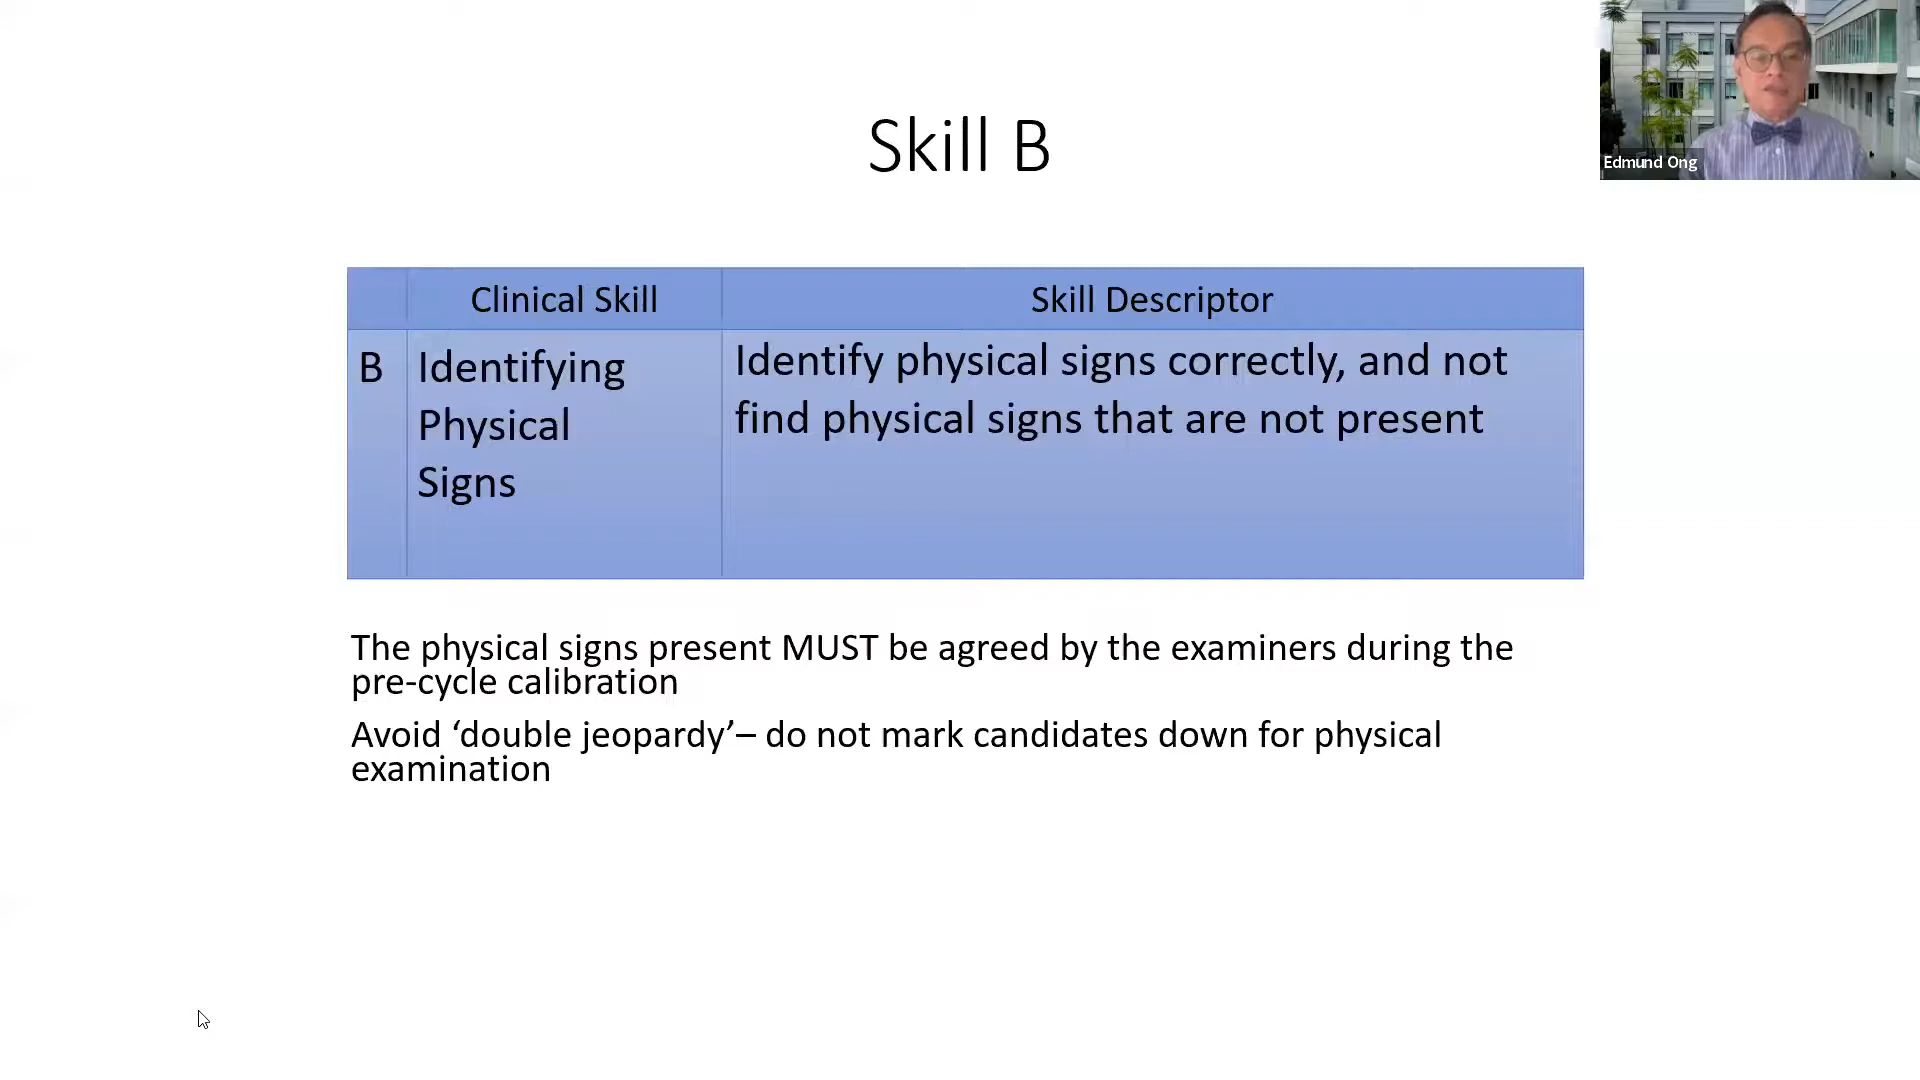 Skill B
Edmund Ong
Clinical Skill
Skill Descriptor
B
Identifying
Physical
Signs
Identify physical signs correctly, and not
find physical signs that are not present
The physical signs present MUST be agreed by the examiners during the
pre-cycle calibration
Avoid ‘double jeopardy’– do not mark candidates down for physical
examination